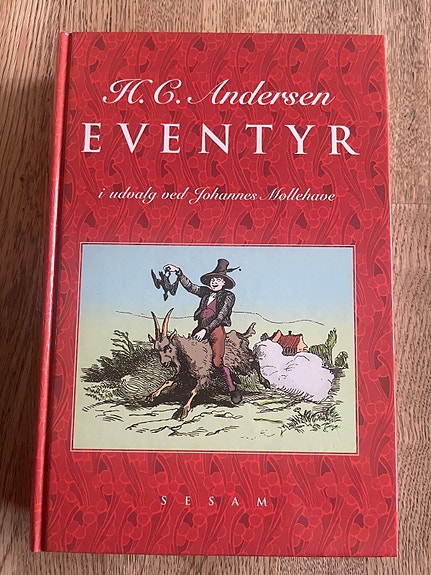 H. C. Andersen
EVENTYR
i udvalg ved Johannes Møllehave
SESAM